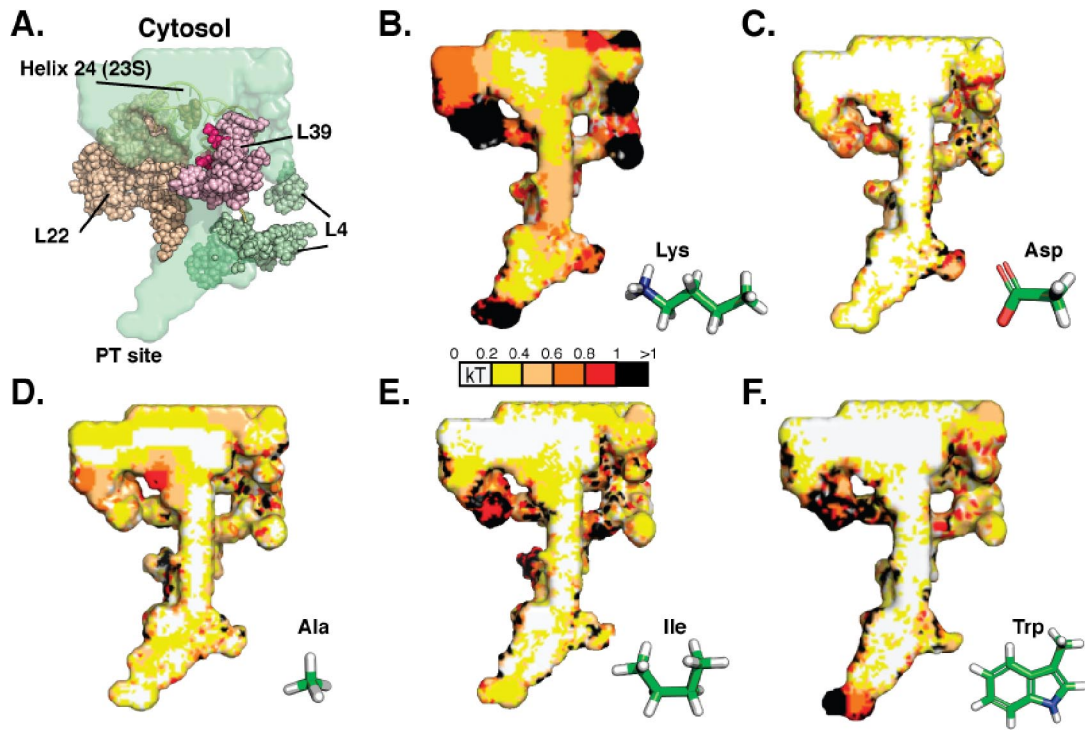 A.
Cytosol
Helix 24 (23S)
L39
L22
L4
PT site
B.
Lys
C.
Asp
0 0.2 0.4 0.6 0.8 1 >1
kT
D.
Ala
E.
Ile
F.
Trp